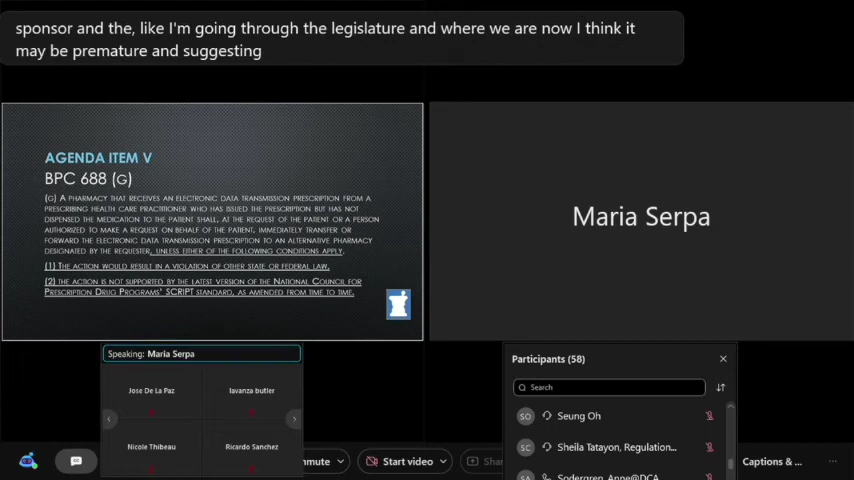 sponsor and the, like I'm going through the legislature and where we are now I think it
may be premature and suggesting
AGENDA ITEM V
BPC 688 (G)
(G) A PHARMACY THAT RECEIVES AN ELECTRONIC DATA TRANSMISSION PRESCRIPTION FROM A
PRESCRIBING HEALTH CARE PRACTITIONER WHO HAS ISSUED THE PRESCRIPTION BUT HAS NOT
DISPENSED THE MEDICATION TO THE PATIENT SHALL, AT THE REQUEST OF THE PATIENT OR A PERSON
AUTHORIZED TO MAKE A REQUEST ON BEHALF OF THE PATIENT, IMMEDIATELY TRANSFER OR
FORWARD THE ELECTRONIC DATA TRANSMISSION PRESCRIPTION TO AN ALTERNATIVE PHARMACY
DESIGNATED BY THE REQUESTER, UNLESS EITHER OF THE FOLLOWING CONDITIONS APPLY.
(1) THE ACTION WOULD RESULT IN A VIOLATION OF OTHER STATE OR FEDERAL LAW.
(2) THE ACTION IS NOT SUPPORTED BY THE LATEST VERSION OF THE NATIONAL COUNCIL FOR
PRESCRIPTION DRUG PROGRAMS' SCRIPT STANDARD, AS AMENDED FROM TIME TO TIME.
Maria Serpa
Speaking: Maria Serpa
Jose De La Paz
lavanza butler
Nicole Thibeau
Ricardo Sanchez
Participants (58)
Search
SO Seung Oh
SC Sheila Tatayon, Regulation...
SA Sodergren, Anne@DCA
mute
Start video
Shar
Captions & ...